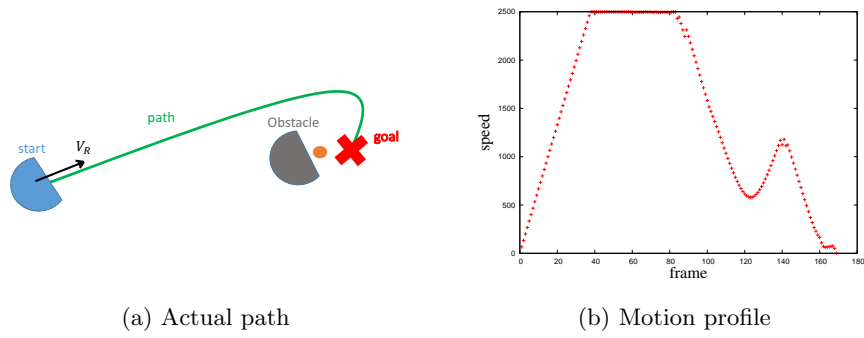 path
Obstacle
goal
start
V_R
(a) Actual path
2500
2000
1500
1000
500
0
speed
0 20 40 60 80 100 120 140 160 180
frame
(b) Motion profile